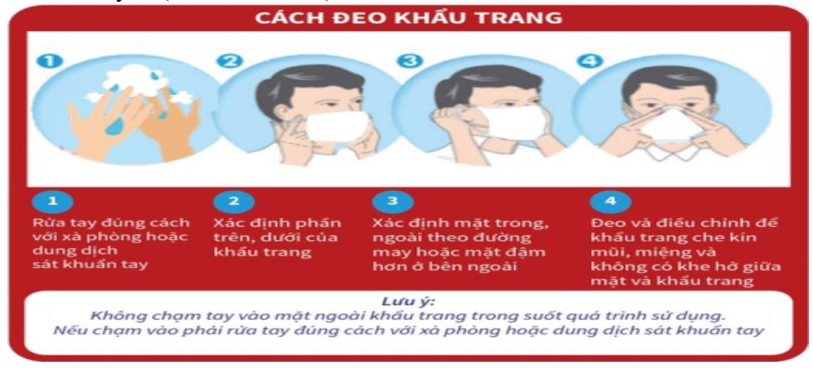 CÁCH ĐEO KHẨU TRANG
1
2
3
4
1
Rửa tay đúng cách
với xà phòng hoặc
dung dịch
sát khuẩn tay
2
Xác định phần
trên, dưới của
khẩu trang
3
Xác định mặt trong,
ngoài theo đường
may hoặc mặt đậm
hơn ở bên ngoài
4
Đeo và điều chỉnh để
khẩu trang che kín
mũi, miệng và
không có khe hở giữa
mặt và khẩu trang
Lưu ý:
Không chạm tay vào mặt ngoài khẩu trang trong suốt quá trình sử dụng.
Nếu chạm vào phải rửa tay đúng cách với xà phòng hoặc dung dịch sát khuẩn tay